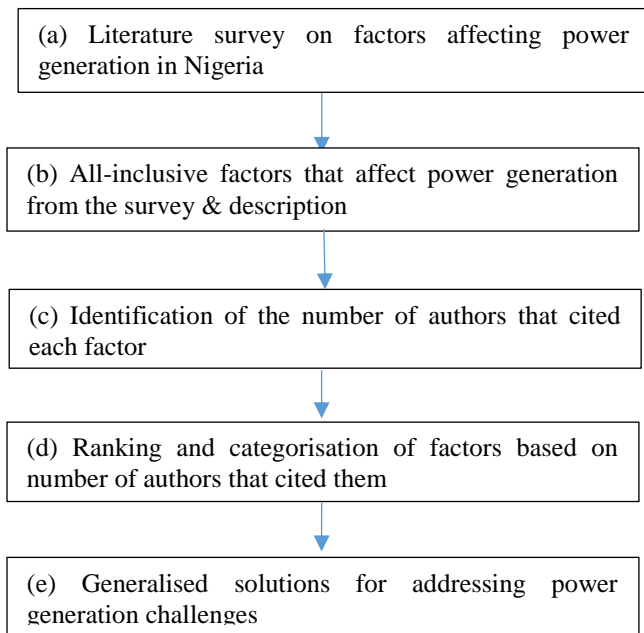 (a) Literature survey on factors affecting power
generation in Nigeria
(b) All-inclusive factors that affect power generation
from the survey & description
(c) Identification of the number of authors that cited
each factor
(d) Ranking and categorisation of factors based on
number of authors that cited them
(e) Generalised solutions for addressing power
generation challenges